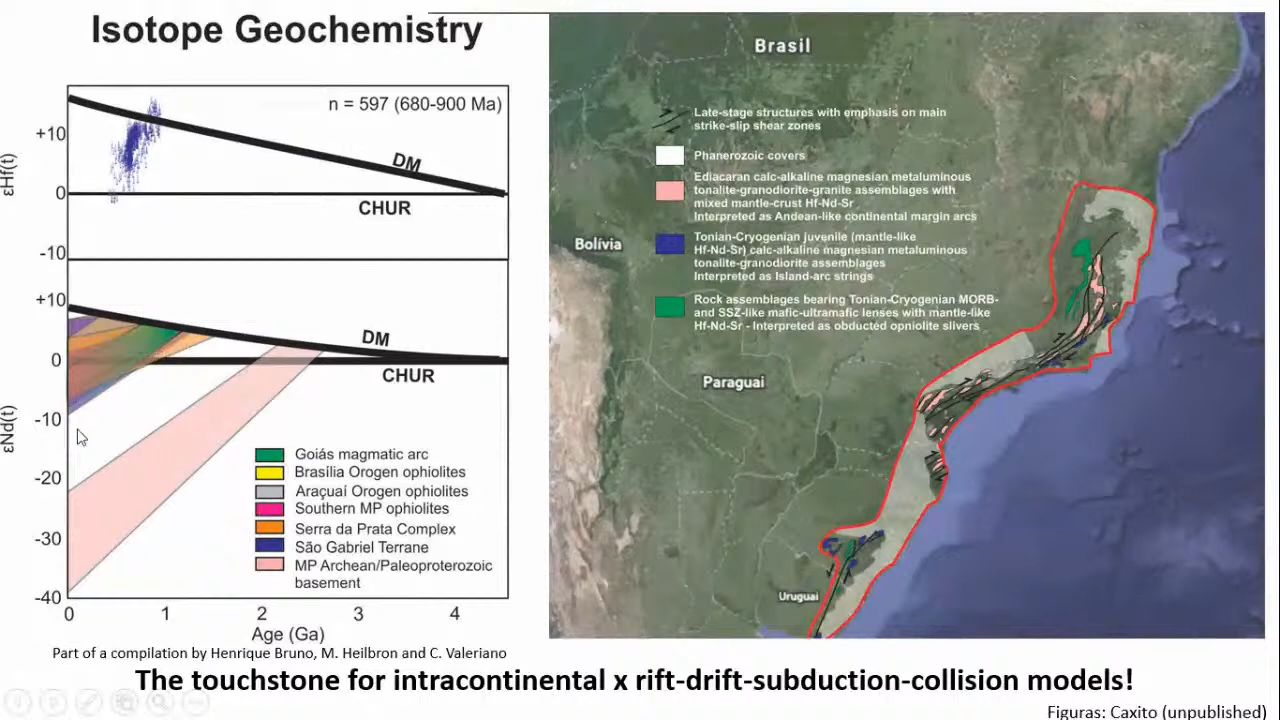 Isotope Geochemistry
n = 597 (680-900 Ma)
+10
0
-10
εHf(t)
DM
CHUR
+10
0
-10
-20
-30
-40
εNd(t)
DM
CHUR
Goiás magmatic arc
Brasília Orogen ophiolites
Araçuaí Orogen ophiolites
Southern MP ophiolites
Serra da Prata Complex
São Gabriel Terrane
MP Archean/Paleoproterozoic
basement
0 1 2 3 4
Age (Ga)
Part of a compilation by Henrique Bruno, M. Heilbron and C. Valeriano
Brasil
Late-stage structures with emphasis on main
strike-slip shear zones
Phanerozoic covers
Ediacaran calc-alkaline magnesian metaluminous
tonalite-granodiorite-granite assemblages with
mixed mantle-crust Hf-Nd-Sr
Interpreted as Andean-like continental margin arcs
Tonian-Cryogenian juvenile (mantle-like
Hf-Nd-Sr) calc-alkaline magnesian metaluminous
tonalite-granodiorite assemblages
Interpreted as Island-arc strings
Rock assemblages bearing Tonian-Cryogenian MORB-
and SSZ-like mafic-ultramafic lenses with mantle-like
Hf-Nd-Sr - Interpreted as obducted opniolite slivers
Bolívia
Paraguai
Uruguai
The touchstone for intracontinental x rift-drift-subduction-collision models!
Figuras: Caxito (unpublished)